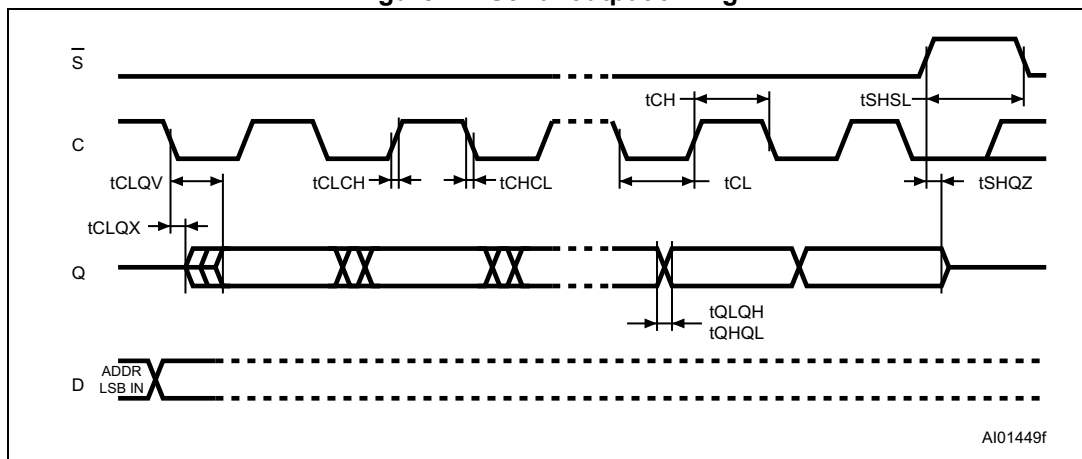 S
tCH
tSHSL
C
tCLQV
tCLCH
tCHCL
tCL
tSHQZ
tCLQX
Q
tQLQH
tQHQL
ADDR
D
LSB IN
AI01449f